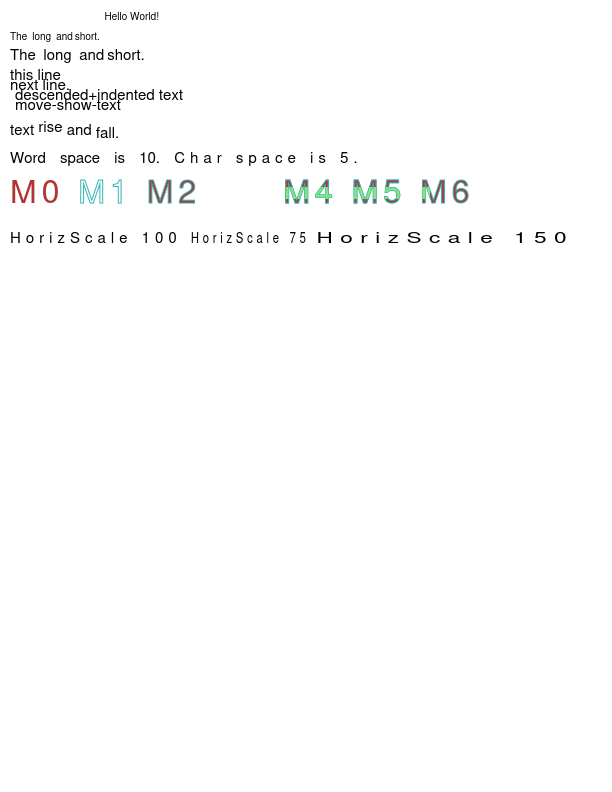 Hello World!
The long and short.
The long and short.
this line
next line.
descended+indented text
move-show-text
text rise and fall.
Word space is 10. Char space is 5.
M0 M1 M2 M4 M5 M6
HorizScale 100 HorizScale 75 HorizScale 150